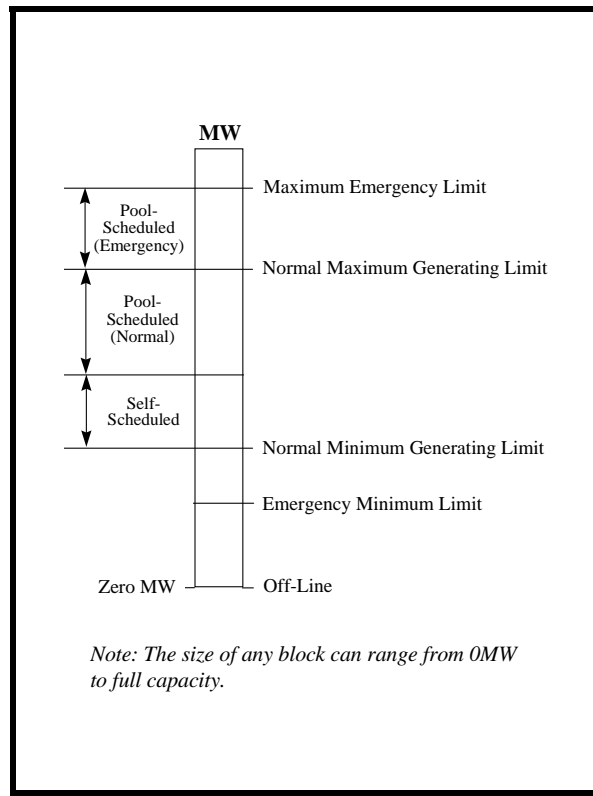 MW
Maximum Emergency Limit
Pool-
Scheduled
(Emergency)
Normal Maximum Generating Limit
Pool-
Scheduled
(Normal)
Self-
Scheduled
Normal Minimum Generating Limit
Emergency Minimum Limit
Zero MW
Off-Line
Note: The size of any block can range from 0MW
to full capacity.